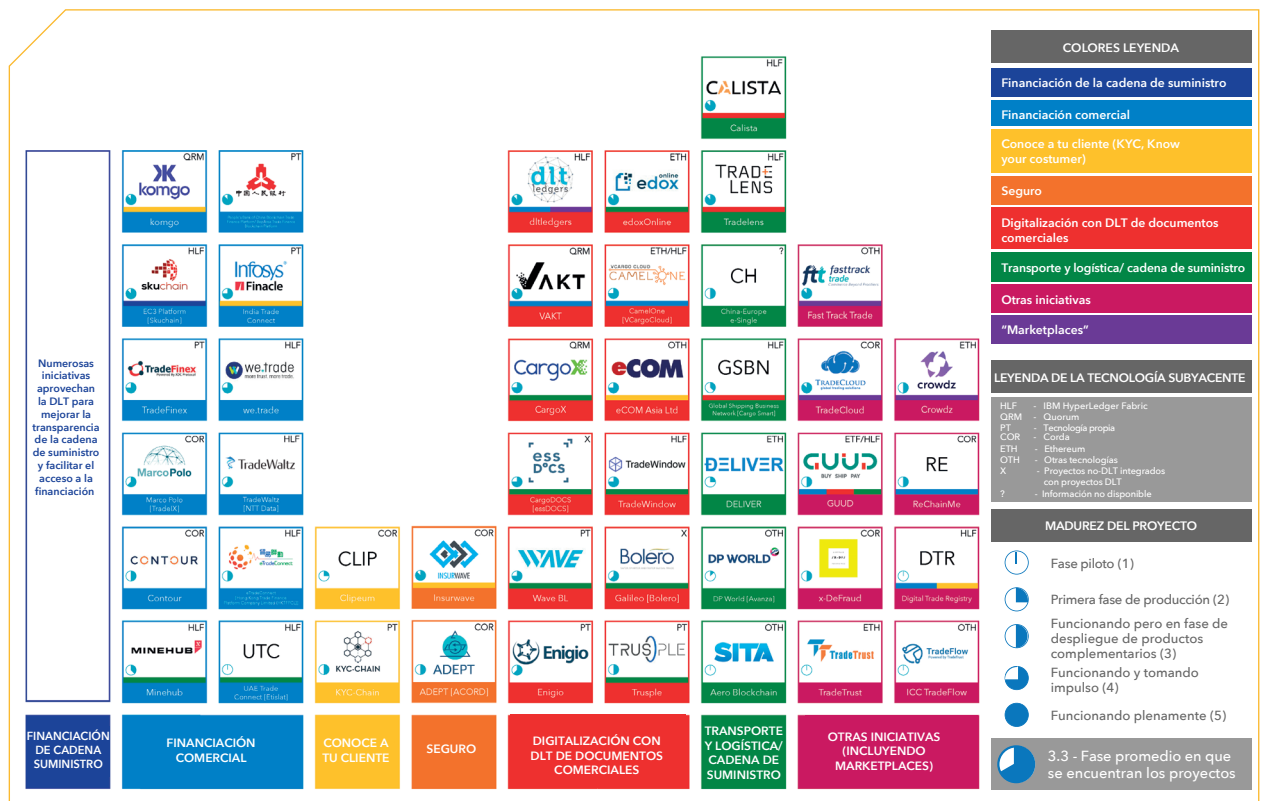 HLF
CALISTA
Calista
Numerosas
iniciativas
aprovechan
la DLT para
mejorar la
transparencia
de la cadena
de suministro
y facilitar el
acceso a la
financiación
QRM
komgo
komgo
PT
中国人民银行
HLF
dlt
ledgers
dltledgers
ETH
online
edox
edoxOnline
HLF
TRADE
LENS
Tradelens
HLF
skuchain
EC3 Platform
[Skuchain]
PT
Infosys®
Finacle
India Trade
Connect
QRM
VAKT
VAKT
ETH/HLF
VCARGO CLOUD
CAMELONE
CamelOne
[VCargoCloud]
?
CH
China-Europe
e-Single
OTH
ftt fasttrack
trade
Fast Track Trade
PT
TradeFinex
TradeFinex
HLF
we.trade
more trust. more trade.
we.trade
QRM
CargoX
CargoX
OTH
eCOM
eCOM Asia Ltd
HLF
GSBN
Global Shipping Business
Network [Cargo Smart]
COR
TRADECLOUD
TradeCloud
ETH
crowdz
Crowdz
COR
MarcoPolo
Marco Polo
[TradeIX]
HLF
TradeWaltz
TradeWaltz
[NTT Data]
X
ess
DOCS
CargoDOCS
[essDOCS]
HLF
TradeWindow
TradeWindow
ETH
DELIVER
DELIVER
ETF/HLF
GUUD
BUY SHIP PAY
GUUD
COR
RE
ReChainMe
COR
CONTOUR
Contour
HLF
eTradeConnect
COR
CLIP
Clipeum
COR
INSURWAVE
Insurwave
PT
WAVE
Wave BL
X
Bolero
Galileo [Bolero]
OTH
DP WORLD
DP World [Avanza]
COR
x-DeFraud
HLF
DTR
Digital Trade Registry
HLF
MINEHUB
Minehub
HLF
UTC
UAE Trade
Connect [Etislat]
PT
KYC-CHAIN
KYC-Chain
COR
ADEPT
ADEPT [ACORD]
PT
Enigio
Enigio
PT
TRUSPLE
Trusple
OTH
SITA
Aero Blockchain
ETH
TradeTrust
TradeTrust
OTH
TradeFlow
ICC TradeFlow
FINANCIACIÓN
DE CADENA
SUMINISTRO
FINANCIACIÓN
COMERCIAL
CONOCE A
TU CLIENTE
SEGURO
DIGITALIZACIÓN CON
DLT DE DOCUMENTOS
COMERCIALES
TRANSPORTE
Y LOGÍSTICA/
CADENA DE
SUMINISTRO
OTRAS INICIATIVAS
(INCLUYENDO
MARKETPLACES)
COLORES LEYENDA
Financiación de la cadena de suministro
Financiación comercial
Conoce a tu cliente (KYC, Know
your costumer)
Seguro
Digitalización con DLT de documentos
comerciales
Transporte y logística/ cadena de suministro
Otras iniciativas
"Marketplaces"
LEYENDA DE LA TECNOLOGÍA SUBYACENTE
HLF - IBM HyperLedger Fabric
QRM - Quorum
PT - Tecnología propia
COR - Corda
ETH - Ethereum
OTH - Otras tecnologías
X - Proyectos no-DLT integrados
con proyectos DLT
? - Información no disponible
MADUREZ DEL PROYECTO
Fase piloto (1)
Primera fase de producción (2)
Funcionando pero en fase de
despliegue de productos
complementarios (3)
Funcionando y tomando
impulso (4)
Funcionando plenamente (5)
3.3 - Fase promedio en que
se encuentran los proyectos